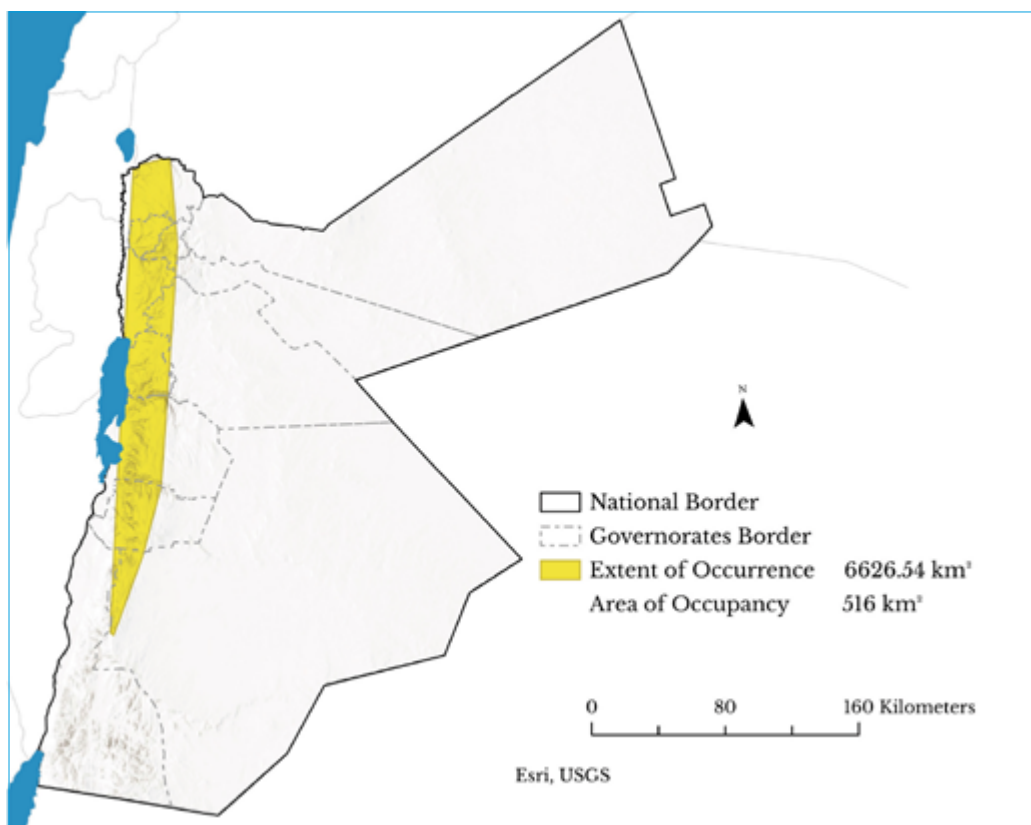 N
National Border
Governorates Border
Extent of Occurrence 6626.54 km²
Area of Occupancy 516 km²
0 80 160 Kilometers
Esri, USGS